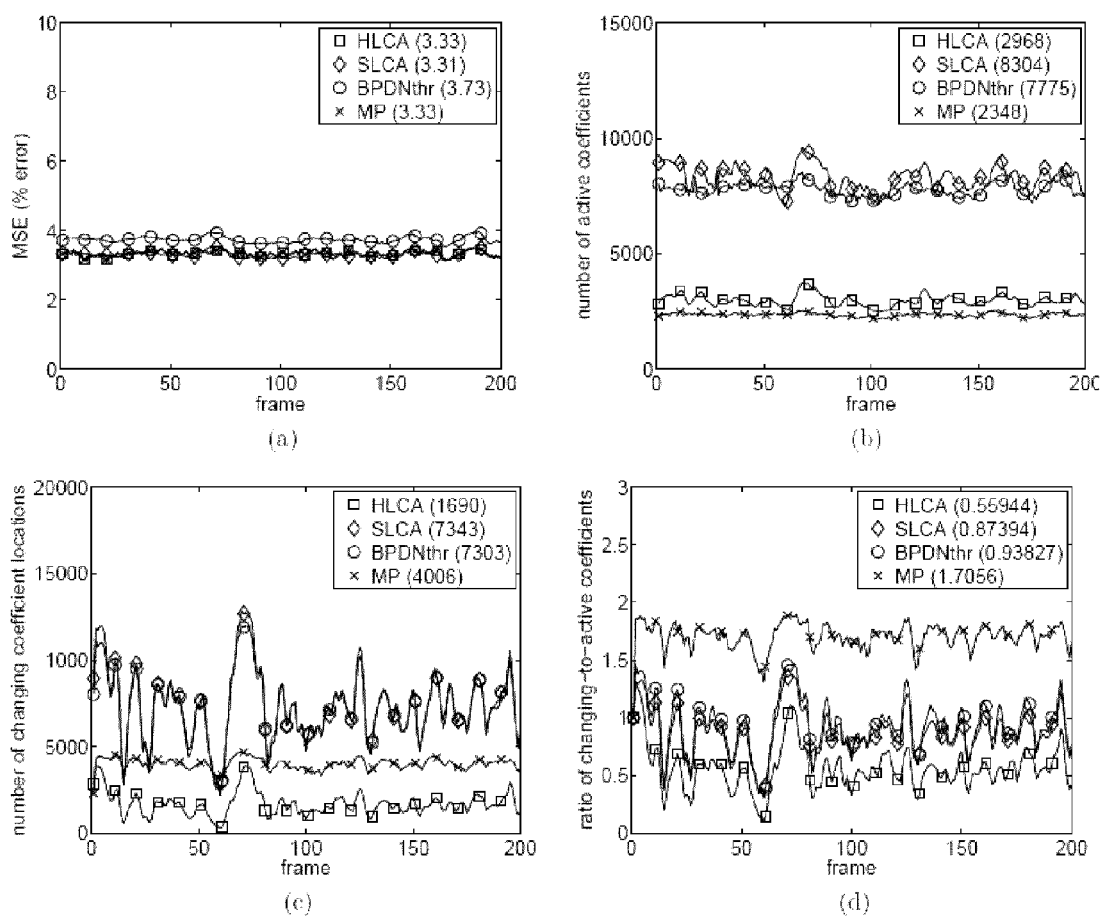 10
8
6
4
2
0
MSE (% error)
HLCA (3.33)
SLCA (3.31)
BPDNthr (3.73)
MP (3.33)
0 50 100 150 200
frame
(a)
15000
10000
5000
0
number of active coefficients
HLCA (2968)
SLCA (8304)
BPDNthr (7775)
MP (2348)
0 50 100 150 200
frame
(b)
20000
15000
10000
5000
0
number of changing coefficient locations
HLCA (1690)
SLCA (7343)
BPDNthr (7303)
MP (4006)
0 50 100 150 200
frame
(c)
3
2.5
2
1.5
1
0.5
0
ratio of changing-to-active coefficients
HLCA (0.55944)
SLCA (0.87394)
BPDNthr (0.93827)
MP (1.7056)
0 50 100 150 200
frame
(d)